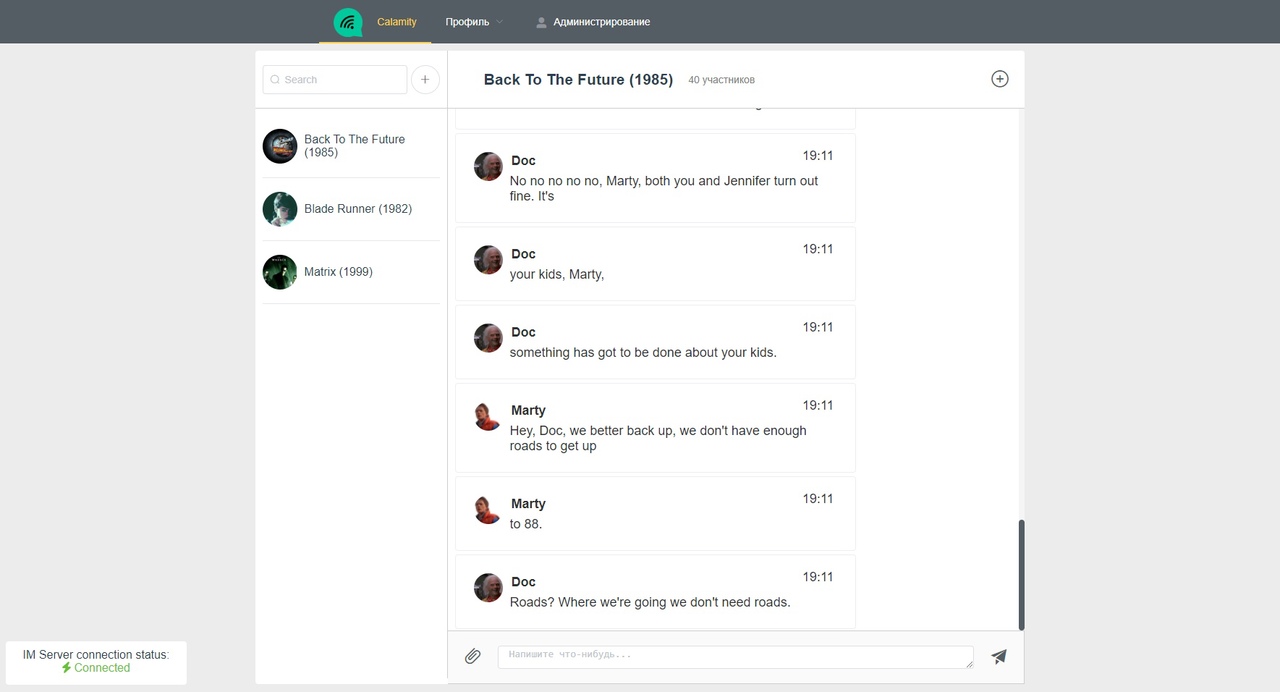 Calamity
Профиль
Администрирование
Search
Back To The Future (1985)
40 участников
Back To The Future
(1985)
Blade Runner (1982)
Matrix (1999)
Doc
19:11
No no no no no, Marty, both you and Jennifer turn out
fine. It's
Doc
19:11
your kids, Marty,
Doc
19:11
something has got to be done about your kids.
Marty
19:11
Hey, Doc, we better back up, we don't have enough
roads to get up
Marty
19:11
to 88.
Doc
19:11
Roads? Where we're going we don't need roads.
Напишите что-нибудь...
IM Server connection status:
Connected